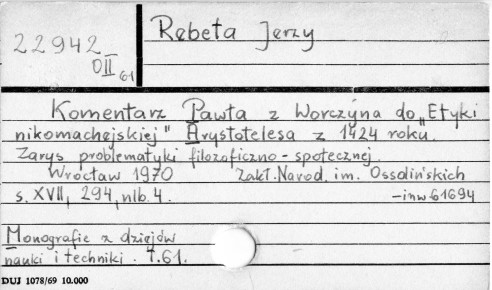 22942
DII 61
Rebeta Jerzy
Komentarz Pawła z Worczyna do „Etyki
nikomachejskiej" Arystotelesa z 1424 roku.
Zarys problematyki filozoficzno-społecznej.
Wrocław 1970 Zakł. Narod. im. Ossolińskich
s. XVII, 294, nlb. 4. -inw 61694
Monografie z dziejów
nauki i techniki. T. 61.
DUJ 1078/69 10.000